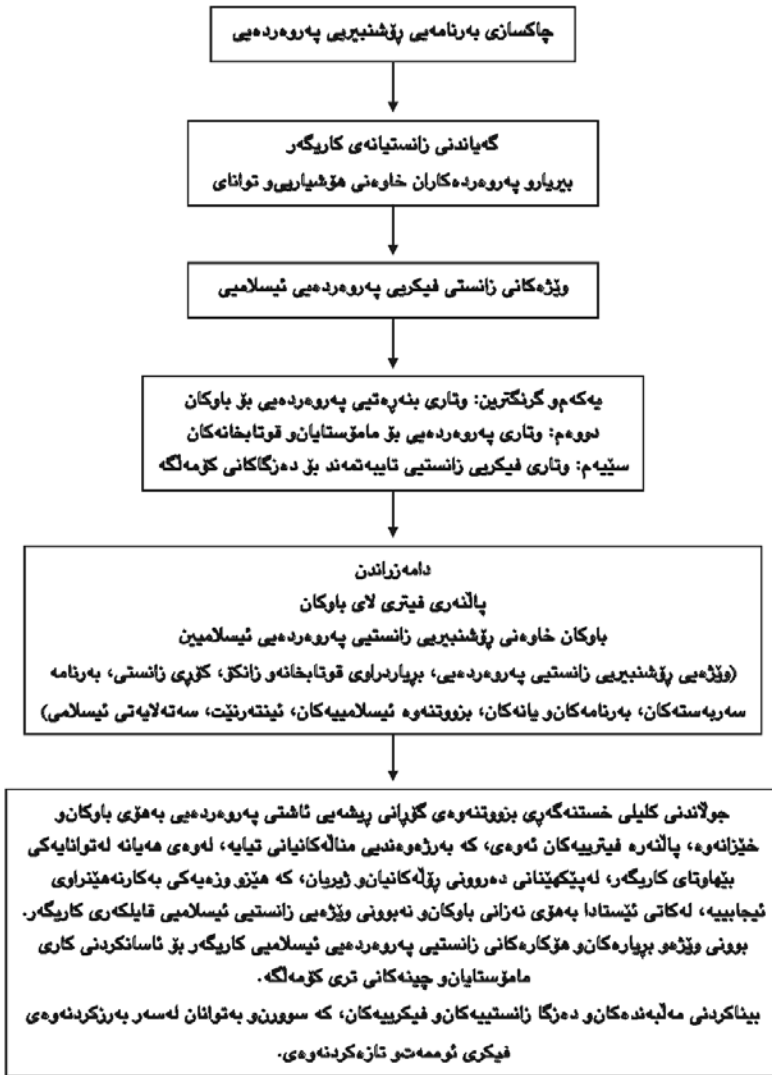 چاکسازی بەرنامەیی ڕۆشنبیریی پەروەردەیی
گەیاندنی زانستیانەی کاریگەر
بیریارو پەروەردەکاران خاوەنی هۆشیاریی‌و توانای
وێژەکانی زانستی فیکریی پەروەردەیی ئیسلامیی
یەکەم‌و گرنگترین: وتاری بنەڕەتیی پەروەردەیی بۆ باوکان
دووەم: وتاری پەروەردەیی بۆ مامۆستایان‌و قوتابخانەکان
سێیەم: وتاری فیکریی زانستیی تایبەتمەند بۆ دەزگاکانی کۆمەڵگە
دامەزراندن
پاڵنەری فیتری لای باوکان
باوکان خاوەنی ڕۆشنبیریی زانستیی پەروەردەیی ئیسلامیین
(وێژەیی ڕۆشنبیریی زانستیی پەروەردەیی، بڕیاردراوی قوتابخانەو زانکۆ، کۆڕی زانستی، بەرنامە
سەربەستەکان، بەرنامەکان‌و یانەکان، بزووتنەوە ئیسلامییەکان، ئینتەرنێت، سەتەلایەتی ئیسلامی)
جوڵاندنی کلیلی خستنەگەڕی بزووتنەوەی گۆڕانی ڕیشەیی ئاشتی پەروەردەیی بەهۆی باوکان‌و
خێزانەوە، پاڵنەرە فیترییەکان ئەوەی، کە بەرژەوەندیی مناڵەکانیانی تیایە، لەوەی هەیانە لەتوانایەکی
بێهاوتای کاریگەر، لەپێکهێنانی دەروونی ڕۆڵەکانیان‌و ژیریان، کە هێزو وزەیەکی بەکارنەهێنراوی
ئیجابییە، لەکاتی ئێستادا بەهۆی نەزانی باوکان‌و نەبوونی وێژەیی زانستیی ئیسلامیی قایلکەری کاریگەر.
بوونی وێژەو بڕیارەکان‌و هۆکارەکانی زانستیی پەروەردەیی ئیسلامیی کاریگەر بۆ ئاسانکردنی کاری
مامۆستایان‌و چینەکانی تری کۆمەڵگە.
بیناکردنی مەڵبەندەکان‌و دەزگا زانستییەکان‌و فیکرییەکان، کە سوورن‌و بەتوانان لەسەر بەرزکردنەوەی
فیکری ئوممەت‌و تازەکردنەوەی.